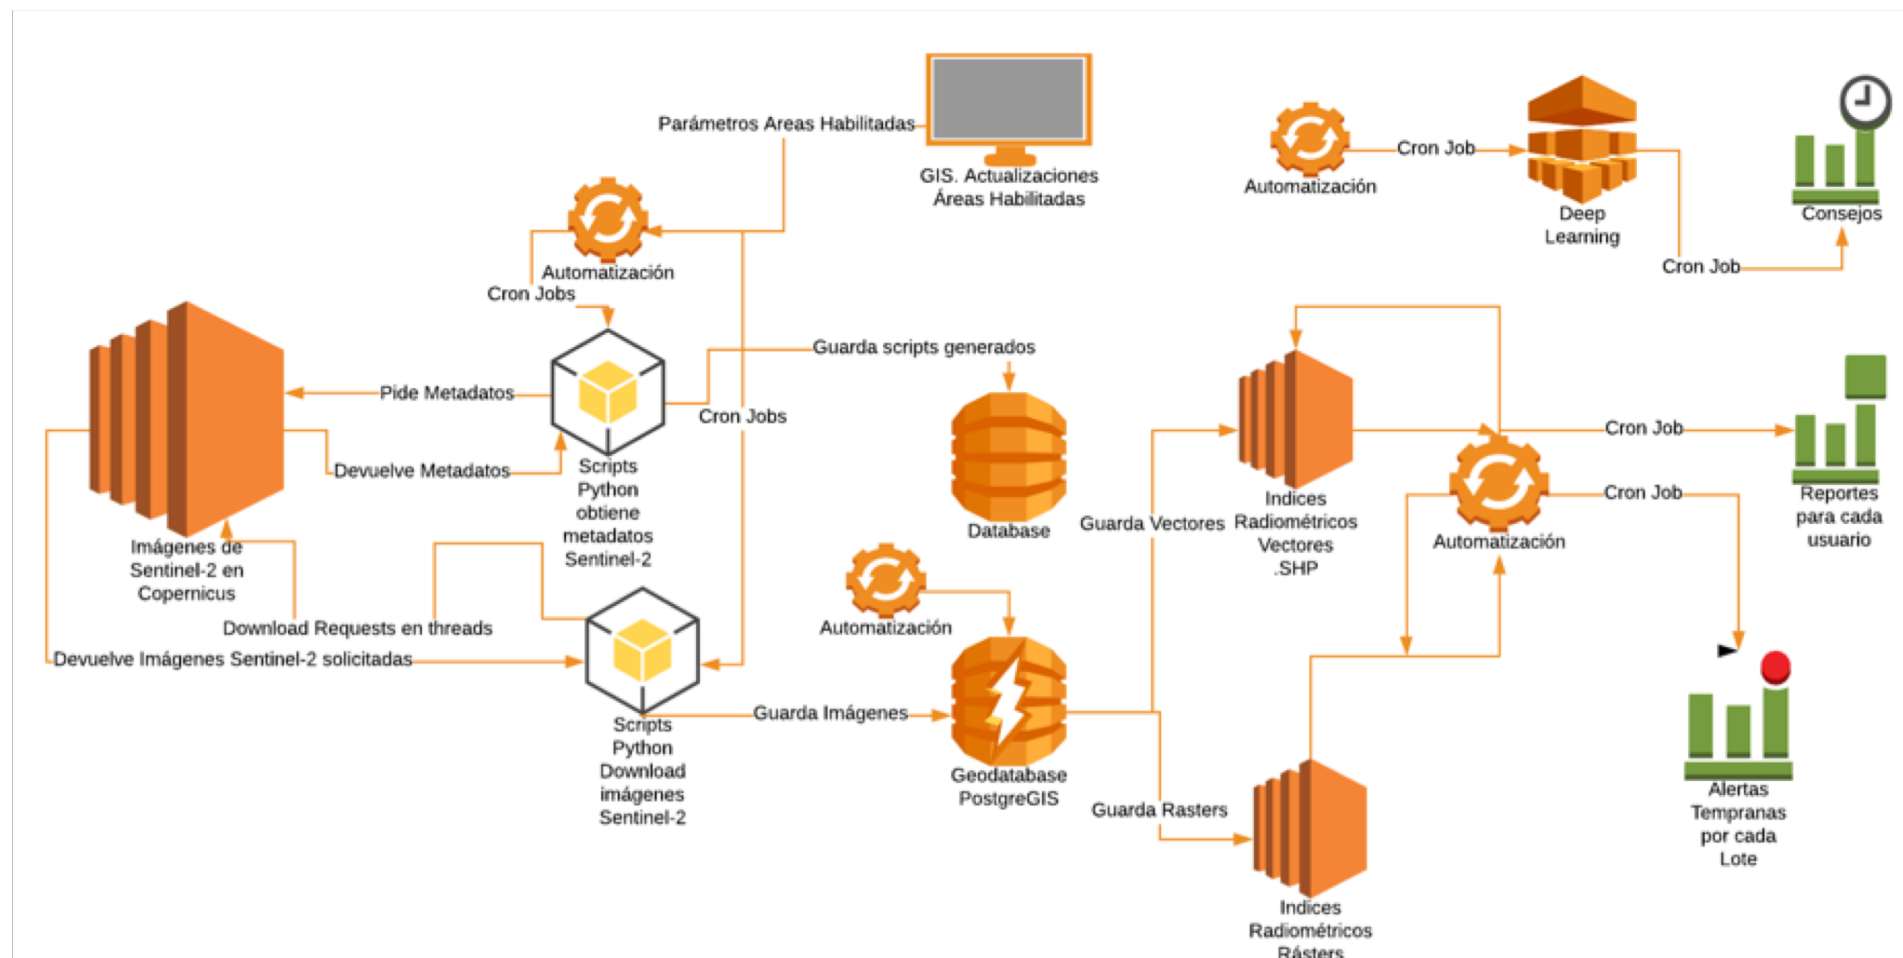 Parámetros Areas Habilitadas
GIS. Actualizaciones
Áreas Habilitadas
Automatización
Cron Job
Deep
Learning
Cron Job
Consejos
Automatización
Cron Jobs
Guarda scripts generados
Pide Metadatos
Cron Jobs
Devuelve Metadatos
Scripts
Python
obtiene
metadatos
Sentinel-2
Database
Imágenes de
Sentinel-2 en
Copernicus
Download Requests en threads
Devuelve Imágenes Sentinel-2 solicitadas
Scripts
Python
Download
imágenes
Sentinel-2
Guarda Imágenes
Automatización
Geodatabase
PostgreGIS
Guarda Vectores
Indices
Radiométricos
Vectores
.SHP
Guarda Rasters
Indices
Radiométricos
Rásters
Automatización
Cron Job
Cron Job
Reportes
para cada
usuario
Alertas
Tempranas
por cada
Lote